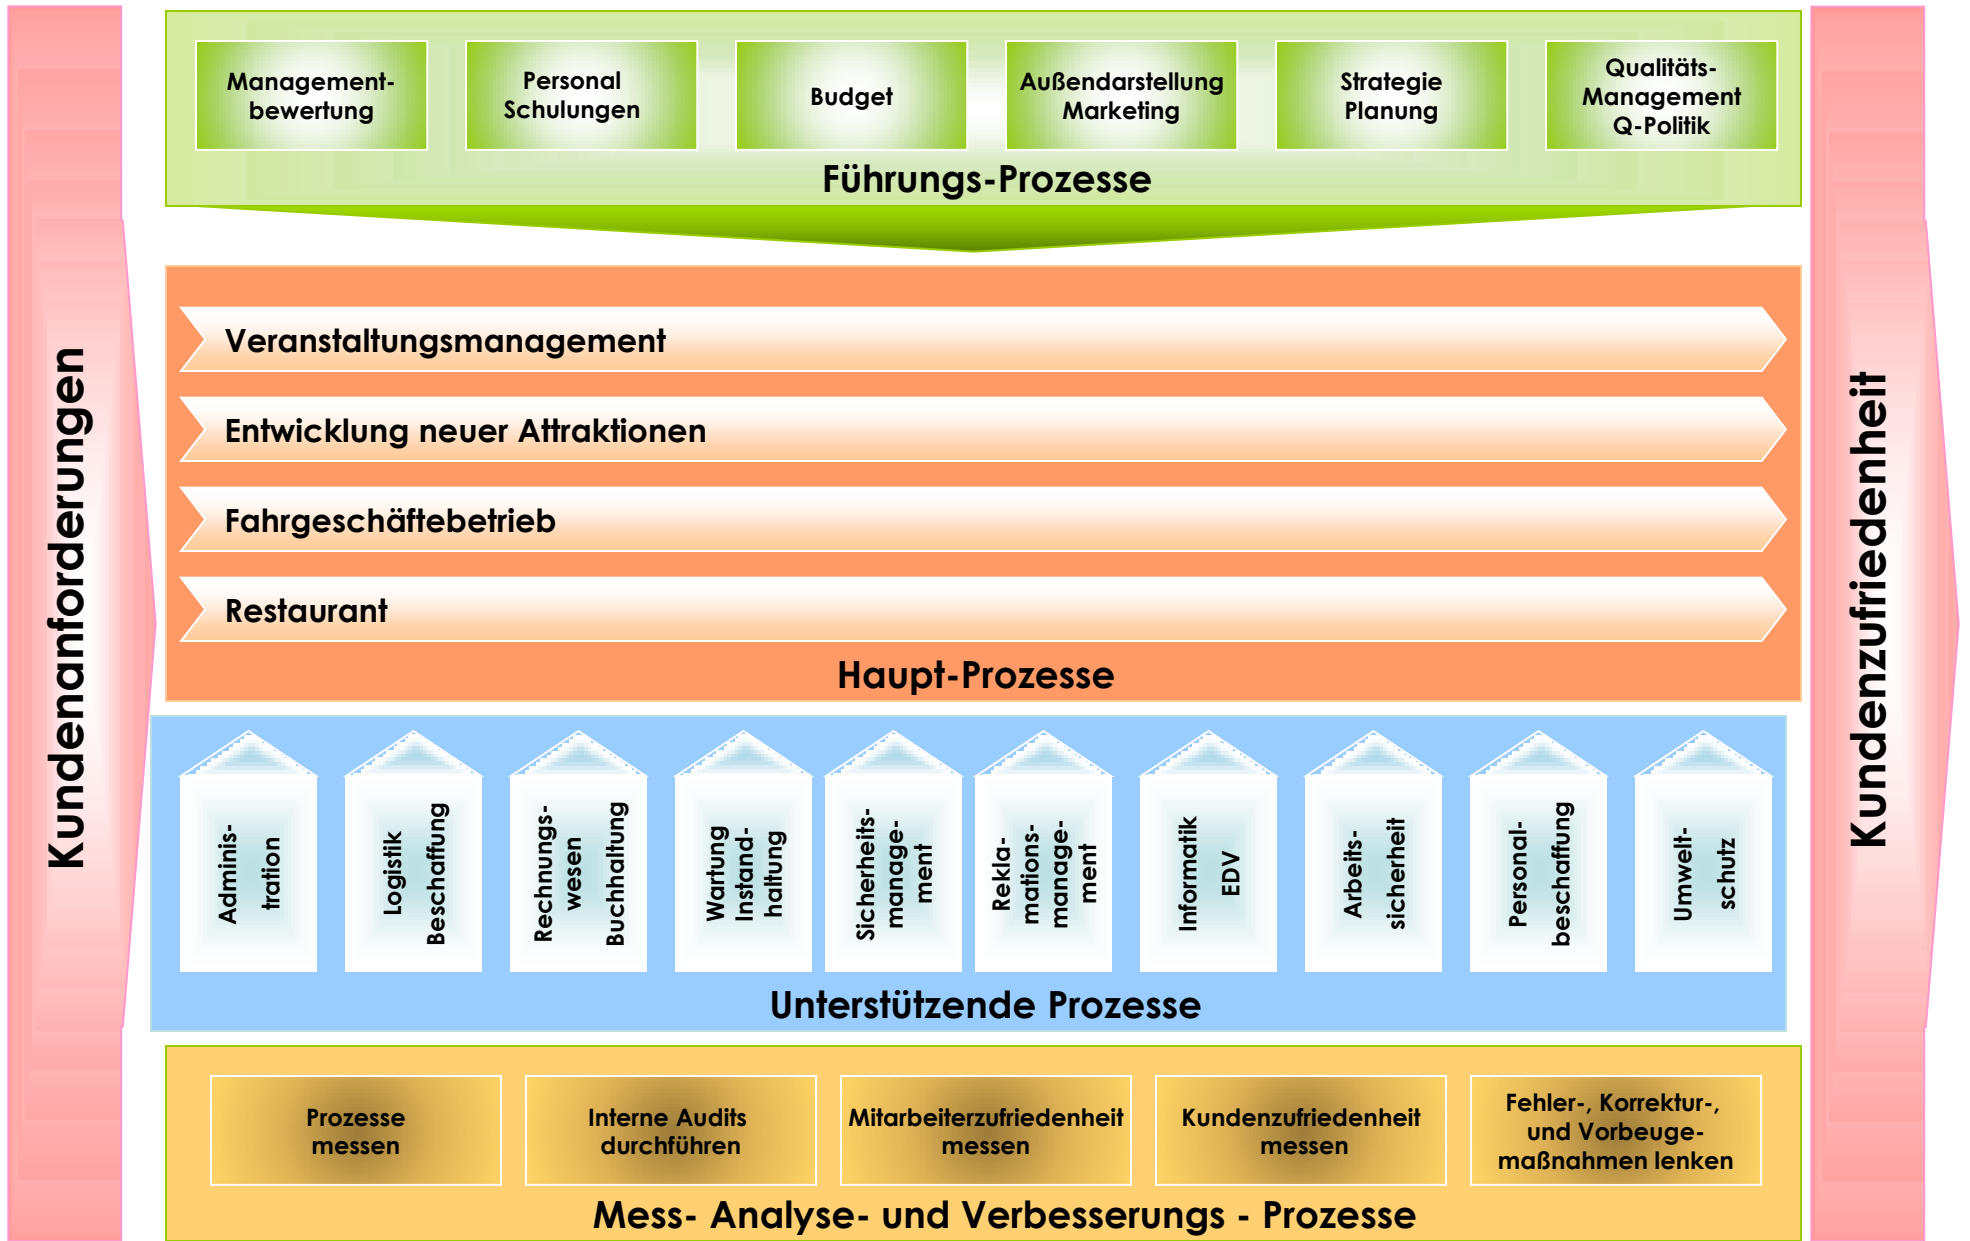 Kundenanforderungen
Management-
bewertung
Personal
Schulungen
Budget
Außendarstellung
Marketing
Strategie
Planung
Qualitäts-
Management
Q-Politik
Führungs-Prozesse
Veranstaltungsmanagement
Entwicklung neuer Attraktionen
Fahrgeschäftebetrieb
Restaurant
Haupt-Prozesse
Adminis-
tration
Logistik
Beschaffung
Rechnungs-
wesen
Buchhaltung
Wartung
Instand-
haltung
Sicherheits-
manage-
ment
Rekla-
mations-
manage-
ment
Informatik
EDV
Arbeits-
sicherheit
Personal-
beschaffung
Umwelt-
schutz
Unterstützende Prozesse
Prozesse
messen
Interne Audits
durchführen
Mitarbeiterzufriedenheit
messen
Kundenzufriedenheit
messen
Fehler-, Korrektur-,
und Vorbeuge-
maßnahmen lenken
Mess- Analyse- und Verbesserungs - Prozesse
Kundenzufriedenheit